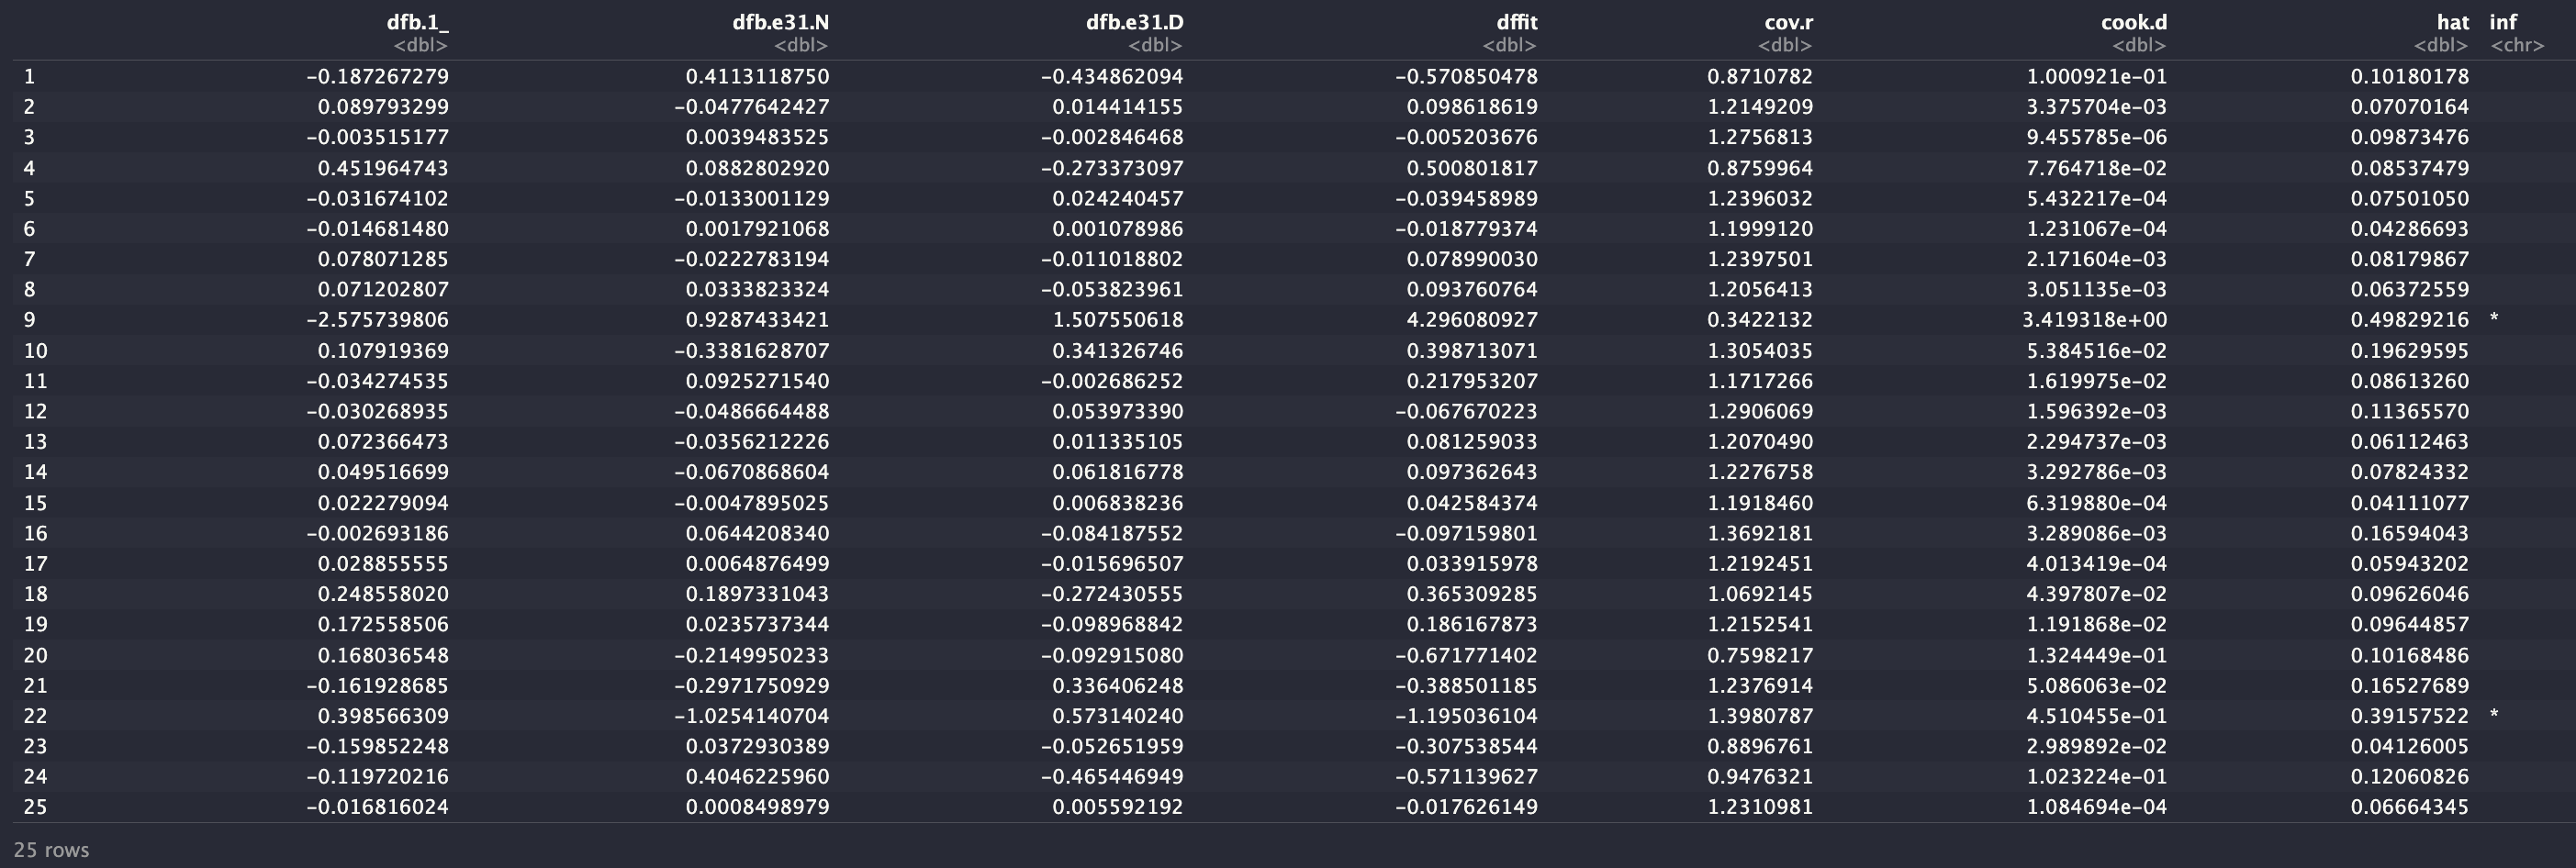 dfb.1_ dfb.e31.N dfb.e31.D dffit cov.r cook.d hat inf
<dbl> <dbl> <dbl> <dbl> <dbl> <dbl> <dbl> <chr>
1 -0.187267279 0.4113118750 -0.434862094 -0.570850478 0.8710782 1.000921e-01 0.10180178
2 0.089793299 -0.0477642427 0.014414155 0.098618619 1.2149209 3.375704e-03 0.07070164
3 -0.003515177 0.0039483525 -0.002846468 -0.005203676 1.2756813 9.455785e-06 0.09873476
4 0.451964743 0.0882802920 -0.273373097 0.500801817 0.8759964 7.764718e-02 0.08537479
5 -0.031674102 -0.0133001129 0.024240457 -0.039458989 1.2396032 5.432217e-04 0.07501050
6 -0.014681480 0.0017921068 0.001078986 -0.018779374 1.1999120 1.231067e-04 0.04286693
7 0.078071285 -0.0222783194 -0.011018802 0.078990030 1.2397501 2.171604e-03 0.08179867
8 0.071202807 0.0333823324 -0.053823961 0.093760764 1.2056413 3.051135e-03 0.06372559
9 -2.575739806 0.9287433421 1.507550618 4.296080927 0.3422132 3.419318e+00 0.49829216 *
10 0.107919369 -0.3381628707 0.341326746 0.398713071 1.3054035 5.384516e-02 0.19629595
11 -0.034274535 0.0925271540 -0.002686252 0.217953207 1.1717266 1.619975e-02 0.08613260
12 -0.030268935 -0.0486664488 0.053973390 -0.067670223 1.2906069 1.596392e-03 0.11365570
13 0.072366473 -0.0356212226 0.011335105 0.081259033 1.2070490 2.294737e-03 0.06112463
14 0.049516699 -0.0670868604 0.061816778 0.097362643 1.2276758 3.292786e-03 0.07824332
15 0.022279094 -0.0047895025 0.006838236 0.042584374 1.1918460 6.319880e-04 0.04111077
16 -0.002693186 0.0644208340 -0.084187552 -0.097159801 1.3692181 3.289086e-03 0.16594043
17 0.028855555 0.0064876499 -0.015696507 0.033915978 1.2192451 4.013419e-04 0.05943202
18 0.248558020 0.1897331043 -0.272430555 0.365309285 1.0692145 4.397807e-02 0.09626046
19 0.172558506 0.0235737344 -0.098968842 0.186167873 1.2152541 1.191868e-02 0.09644857
20 0.168036548 -0.2149950233 -0.092915080 -0.671771402 0.7598217 1.324449e-01 0.10168486
21 -0.161928685 -0.2971750929 0.336406248 -0.388501185 1.2376914 5.086063e-02 0.16527689
22 0.398566309 -1.0254140704 0.573140240 -1.195036104 1.3980787 4.510455e-01 0.39157522 *
23 -0.159852248 0.0372930389 -0.052651959 -0.307538544 0.8896761 2.989892e-02 0.04126005
24 -0.119720216 0.4046225960 -0.465446949 -0.571139627 0.9476321 1.023224e-01 0.12060826
25 -0.016816024 0.0008498979 0.005592192 -0.017626149 1.2310981 1.084694e-04 0.06664345
25 rows